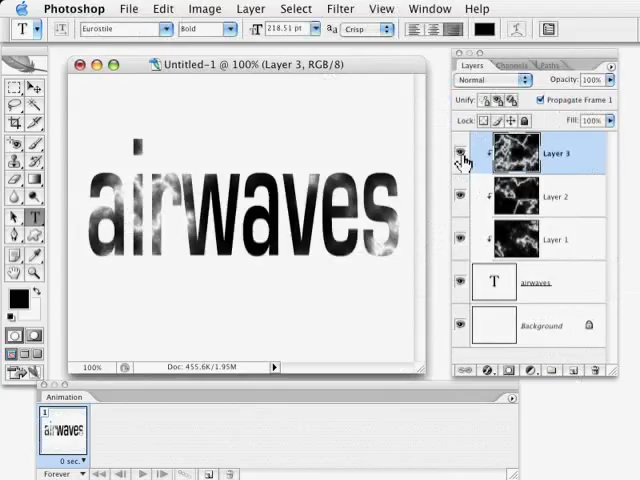 Photoshop File Edit Image Layer Select Filter View Window Help
T Eurostile Bold T 218.51 pt aa Crisp
Untitled-1 @ 100% (Layer 3, RGB/8)
airwaves
100% Doc: 455.6K/1.95M
Layers Channels Paths
Normal Opacity: 100%
Unify: Propagate Frame 1
Lock: Fill: 100%
Layer 3
Layer 2
Layer 1
T airwaves
Background
Animation
1
airwaves
0 sec.
Forever